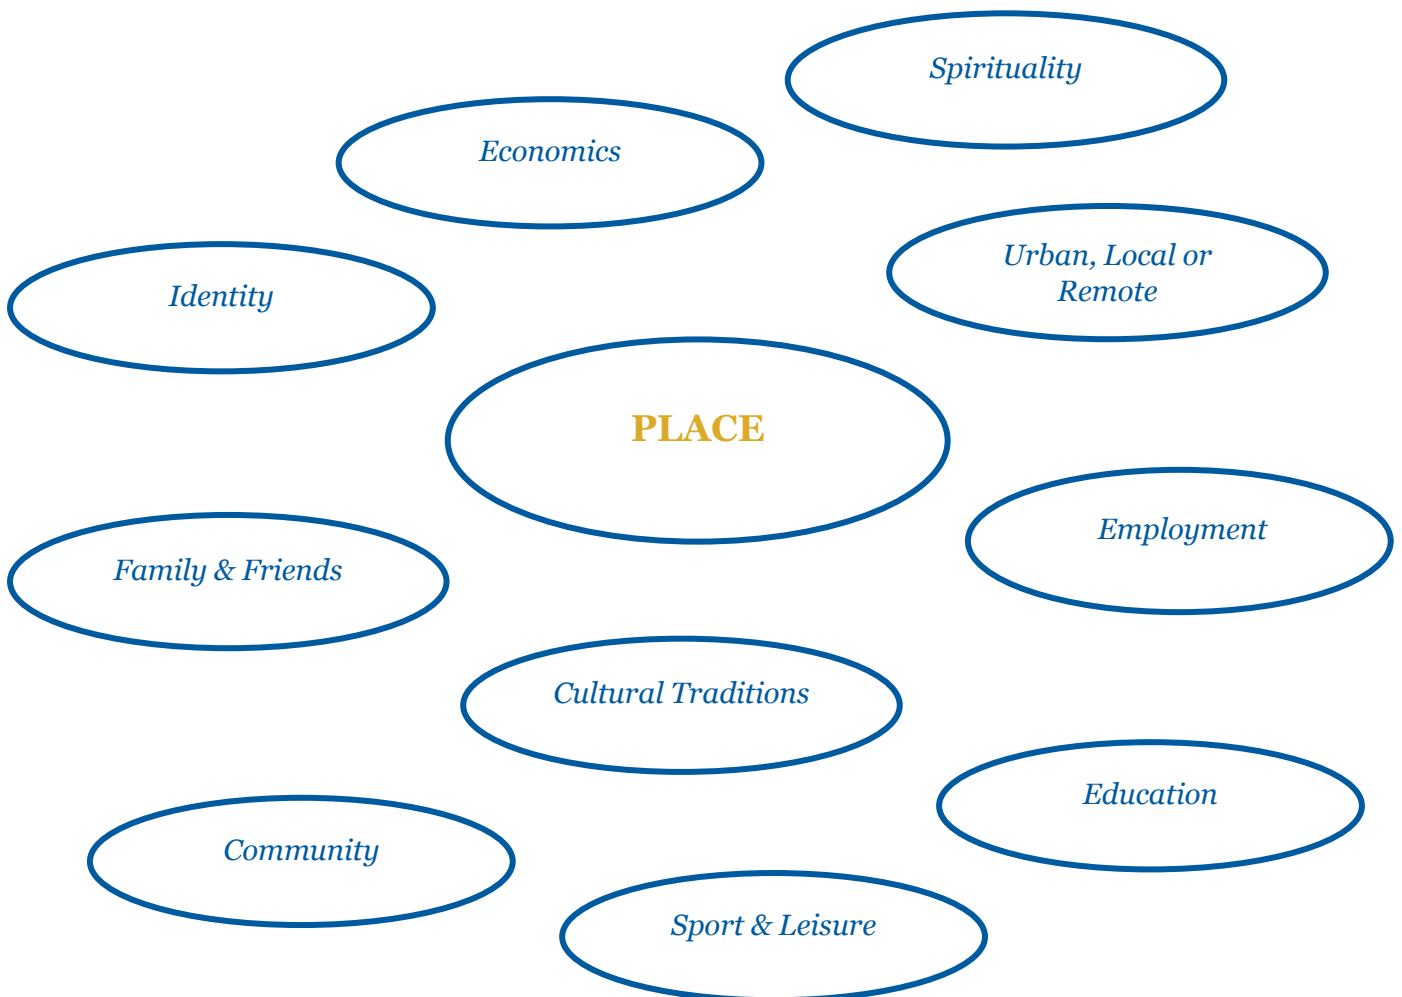 Spirituality
Economics
Urban, Local or
Remote
Identity
PLACE
Employment
Family & Friends
Cultural Traditions
Education
Community
Sport & Leisure